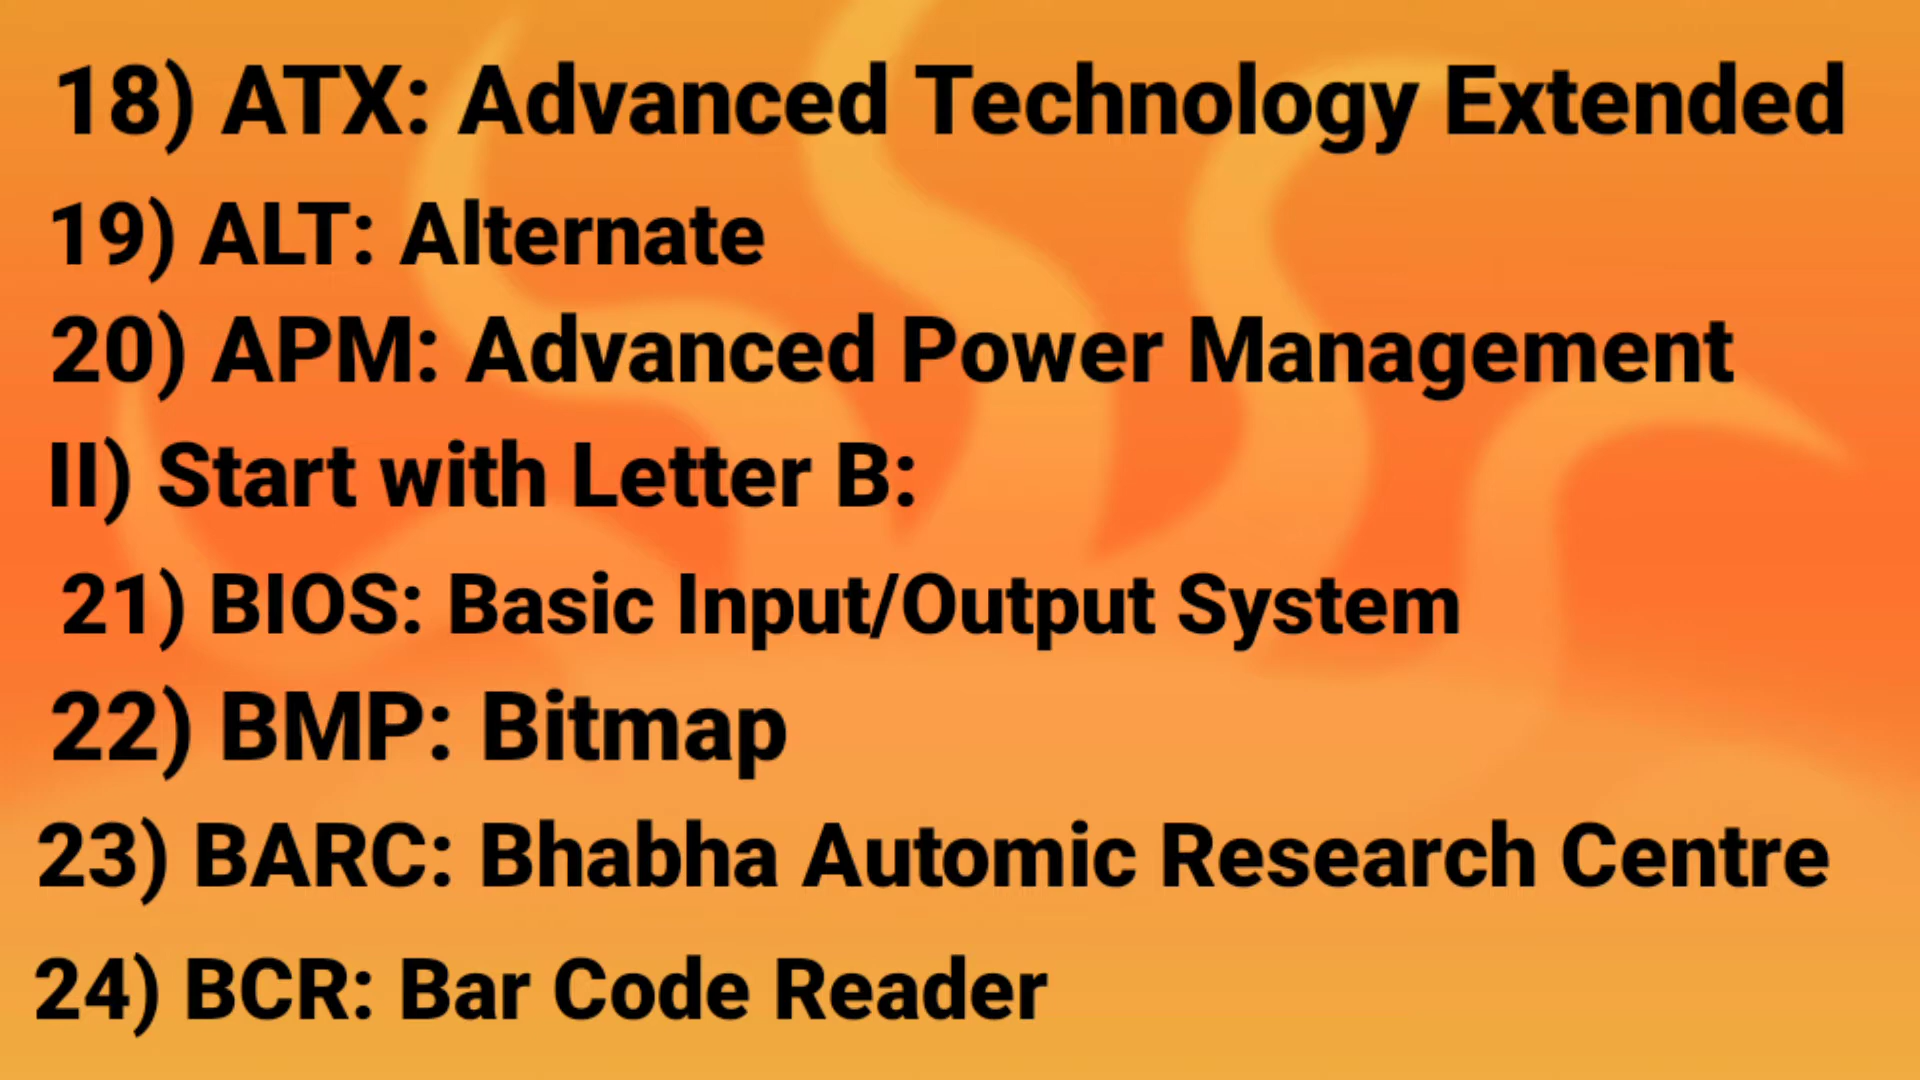 18) ATX: Advanced Technology Extended
19) ALT: Alternate
20) APM: Advanced Power Management
II) Start with Letter B:
21) BIOS: Basic Input/Output System
22) BMP: Bitmap
23) BARC: Bhabha Automic Research Centre
24) BCR: Bar Code Reader